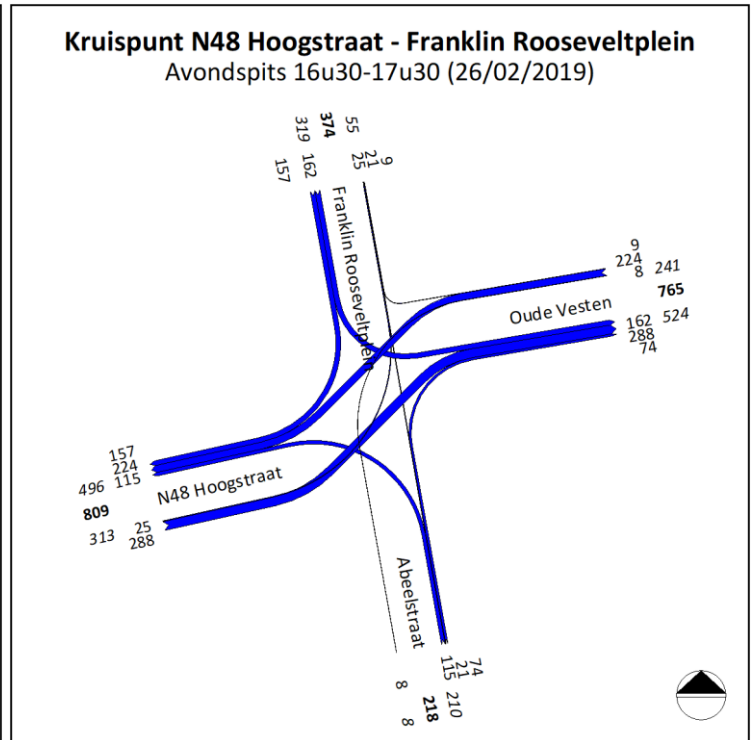 Kruispunt N48 Hoogstraat - Franklin Rooseveltplein
Avondspits 16u30-17u30 (26/02/2019)
319 374 55
157 162 25 21 9
Franklin Rooseveltplein
9
224
8 241
765
Oude Vesten
162 524
288
74
157
224
496 115
809
N48 Hoogstraat
313 25
288
Abeelstraat
8
8
115 21 74
218 210